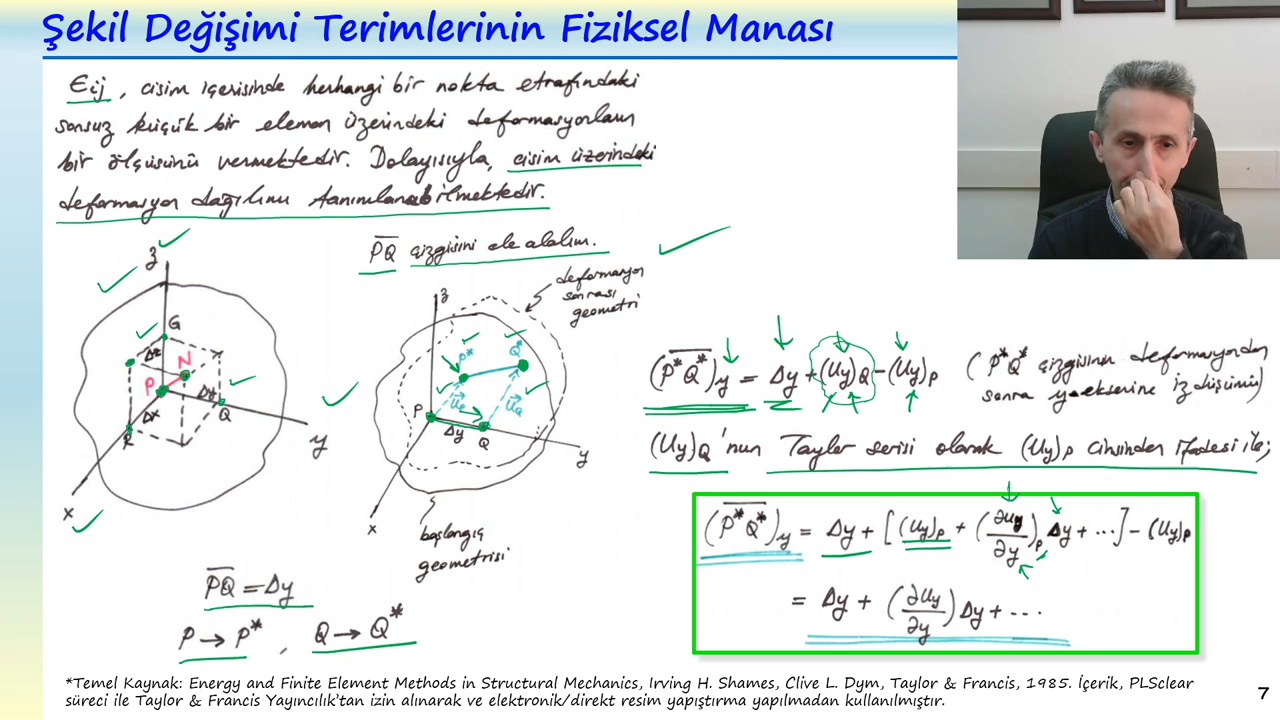 Şekil Değişimi Terimlerinin Fiziksel Manası
Eij, cisim içerisinde herhangi bir nokta etrafındaki
sonsuz küçük bir eleman üzerindeki deformasyonların
bir ölçüsünü vermektedir. Dolayısıyla, cisim üzerindeki
deformasyon dağılımı tanımlanabilmektedir.
PQ çizgisini ele alalım.
z
G
Δz
N
P
Δx
Δy
Q
R
y
x
z
deformasyon
sonrası
geometri
P*
Q*
U_P
U_Q
P
Δy
Q
y
x
başlangıç
geometrisi
PQ = Δy
P → P* , Q → Q*
(P*Q*)y = Δy + (Uy)Q - (Uy)P
(P*Q* çizgisinin deformasyondan
sonra y eksenine izdüşümü)
(Uy)Q'nun Taylor serisi olarak (Uy)P cinsinden ifadesi ile;
(P*Q*)y = Δy + [(Uy)P + (∂Uy/∂y)P Δy + ...] - (Uy)P
= Δy + (∂Uy/∂y) Δy + ...
*Temel Kaynak: Energy and Finite Element Methods in Structural Mechanics, Irving H. Shames, Clive L. Dym, Taylor & Francis, 1985. İçerik, PLSclear
süreci ile Taylor & Francis Yayıncılık'tan izin alınarak ve elektronik/direkt resim yapıştırma yapılmadan kullanılmıştır.
7